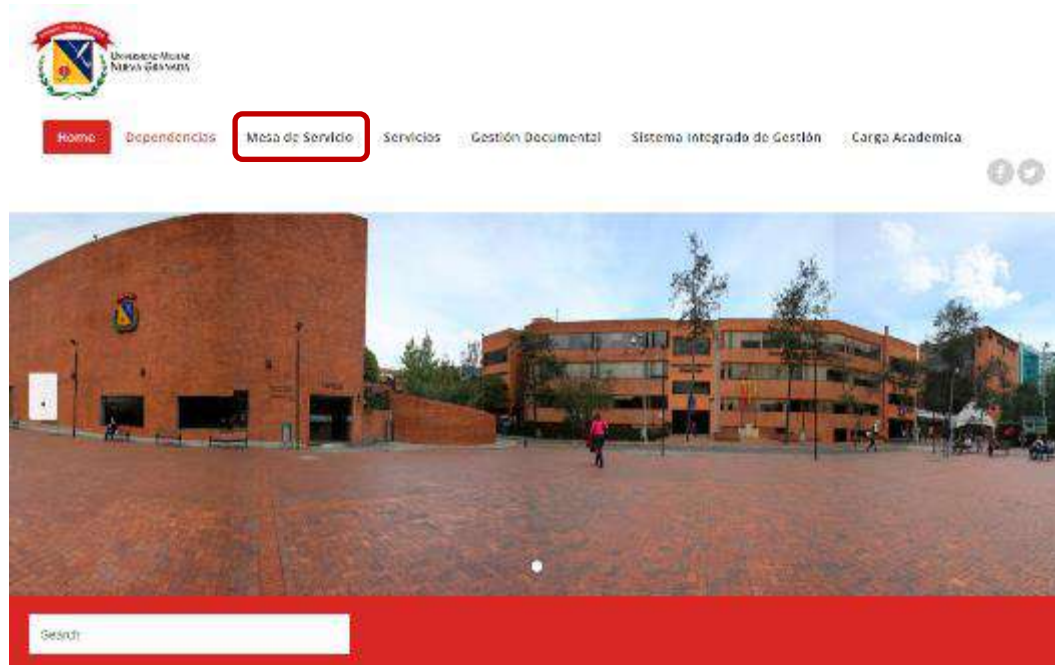 UNIVERSIDAD MILITAR
NUEVA GRANADA
Home Dependencias Mesa de Servicio Servicios Gestión Documental Sistema Integrado de Gestión Carga Academica
Search